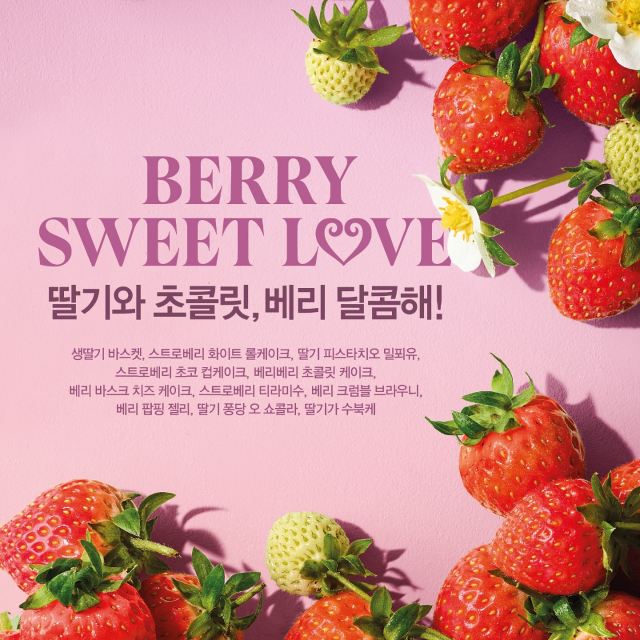 BERRY
SWEET LOVE
딸기와 초콜릿, 베리 달콤해!
생딸기 바스켓, 스트로베리 화이트 롤케이크, 딸기 피스타치오 밀푀유,
스트로베리 초코 컵케이크, 베리베리 초콜릿 케이크,
베리 바스크 치즈 케이크, 스트로베리 티라미수, 베리 크럼블 브라우니,
베리 팝핑 젤리, 딸기 퐁당 오 쇼콜라, 딸기가 수북케